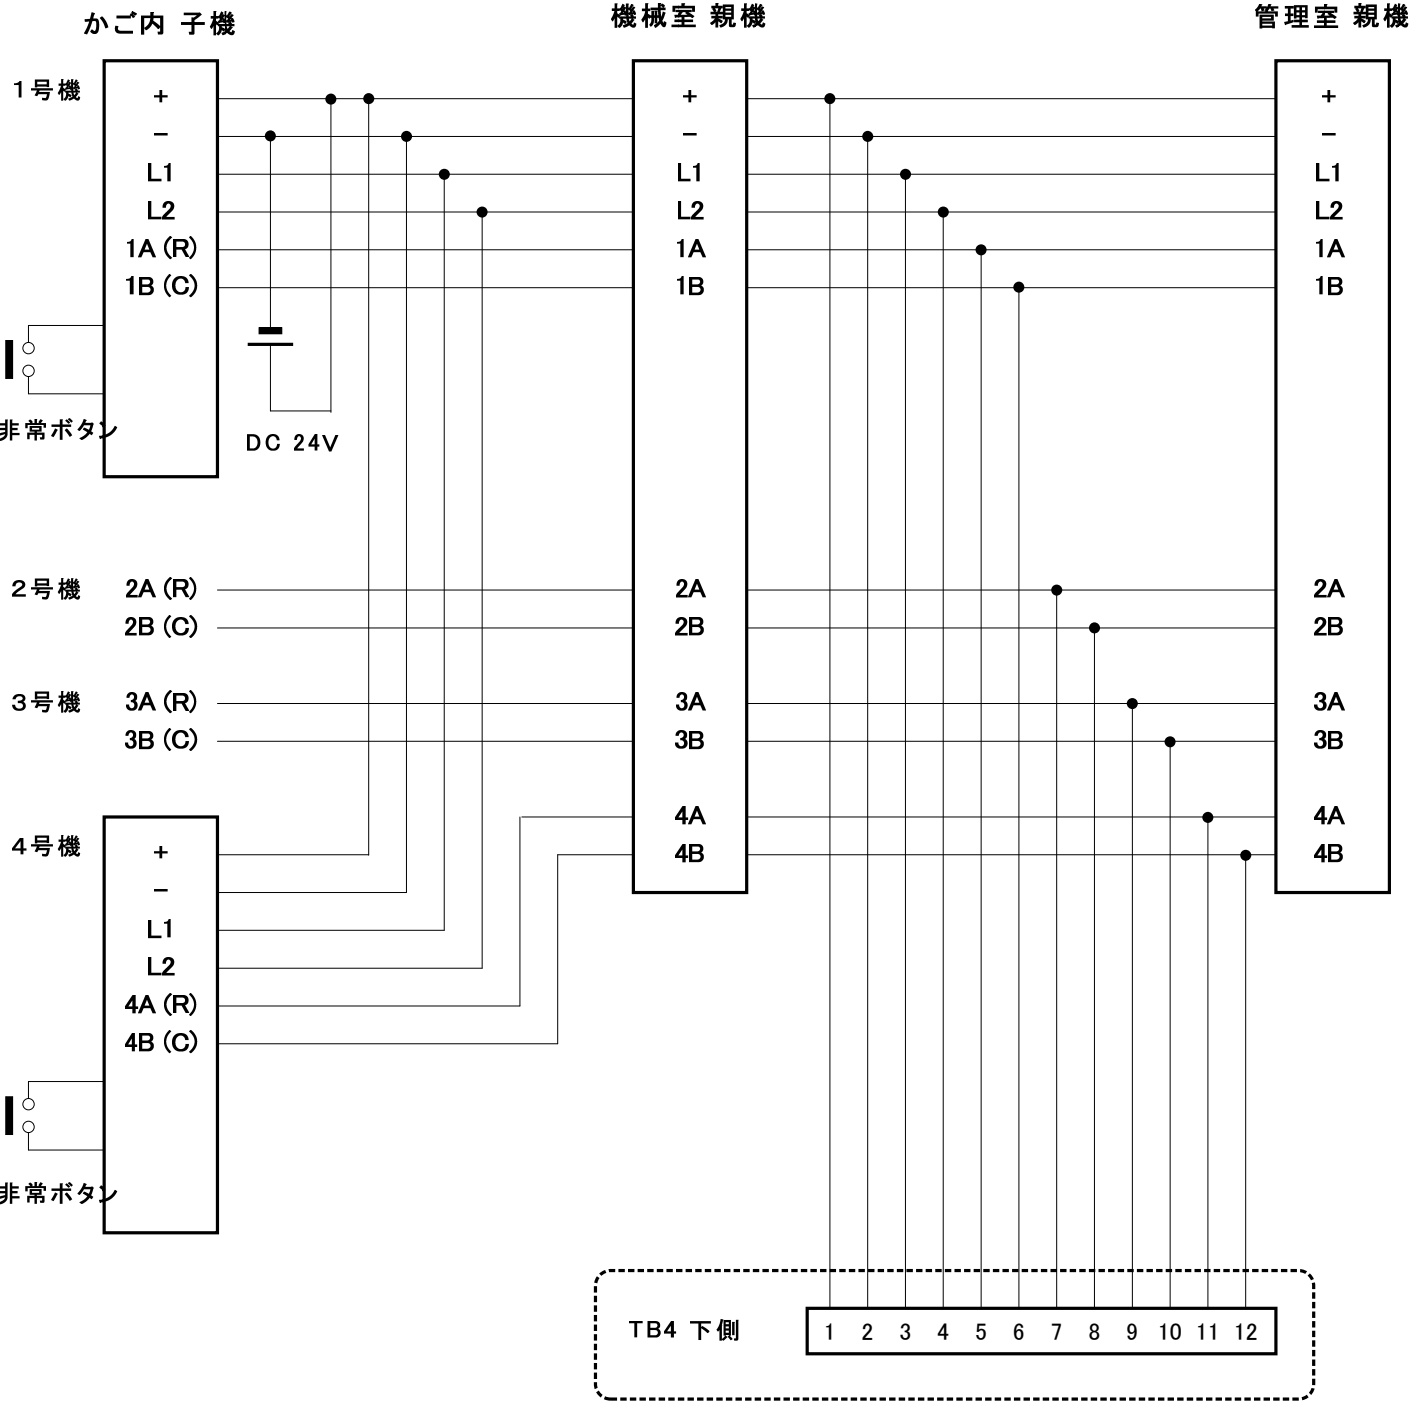 かご内 子機
機械室 親機
管理室 親機
1号機
+
−
L1
L2
1A (R)
1B (C)
非常ボタン
DC 24V
2号機
2A (R)
2B (C)
3号機
3A (R)
3B (C)
4号機
+
−
L1
L2
4A (R)
4B (C)
非常ボタン
+
−
L1
L2
1A
1B
2A
2B
3A
3B
4A
4B
+
−
L1
L2
1A
1B
2A
2B
3A
3B
4A
4B
TB4 下側
1 2 3 4 5 6 7 8 9 10 11 12